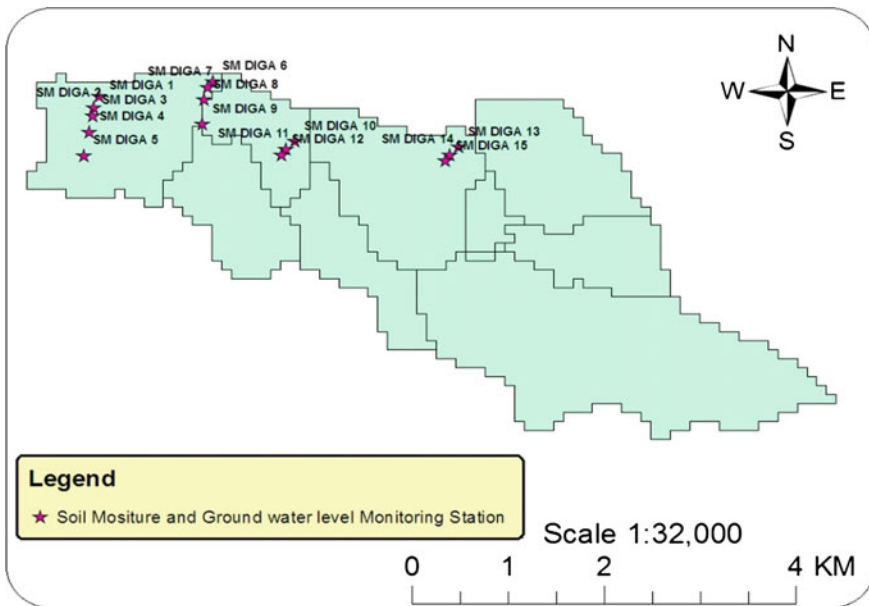 N
W E
S
SM DIGA 7 SM DIGA 6
SM DIGA 2 SM DIGA 1 SM DIGA 8
SM DIGA 3
SM DIGA 4 SM DIGA 9
SM DIGA 5 SM DIGA 11 SM DIGA 10 SM DIGA 14 SM DIGA 13
SM DIGA 12 SM DIGA 15
Legend
Soil Mositure and Ground water level Monitoring Station
Scale 1:32,000
0 1 2 4 KM